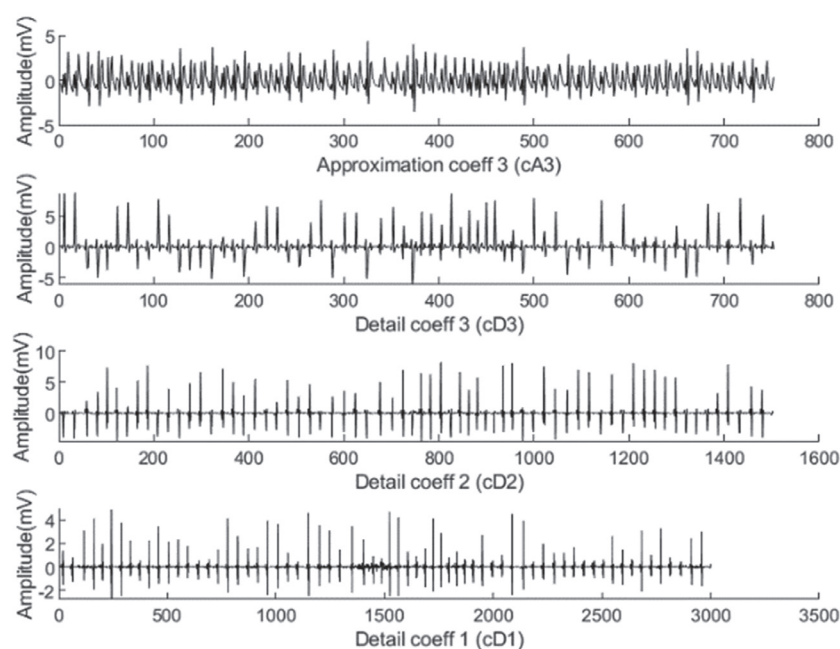 Amplitude(mV)
5
0
-5
0 100 200 300 400 500 600 700 800
Approximation coeff 3 (cA3)
Amplitude(mV)
5
0
-5
0 100 200 300 400 500 600 700 800
Detail coeff 3 (cD3)
Amplitude(mV)
10
5
0
0 200 400 600 800 1000 1200 1400 1600
Detail coeff 2 (cD2)
Amplitude(mV)
4
2
0
-2
0 500 1000 1500 2000 2500 3000 3500
Detail coeff 1 (cD1)